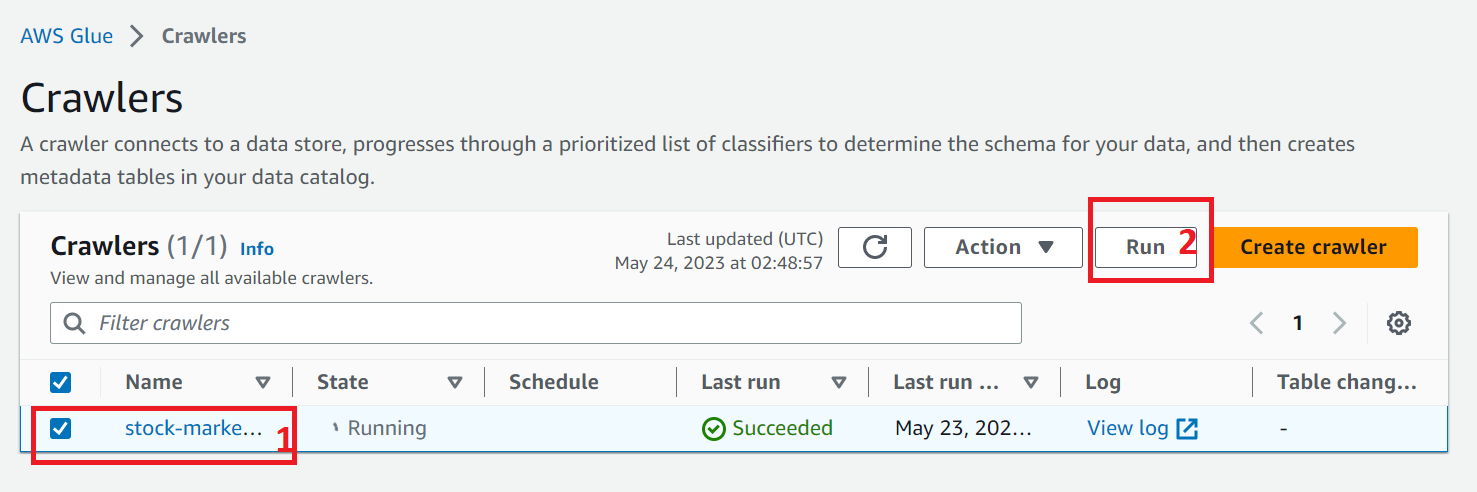 AWS Glue > Crawlers
Crawlers
A crawler connects to a data store, progresses through a prioritized list of classifiers to determine the schema for your data, and then creates
metadata tables in your data catalog.
Crawlers (1/1) Info
View and manage all available crawlers.
Last updated (UTC)
May 24, 2023 at 02:48:57
Action
Run
2
Create crawler
Filter crawlers
1
Name State Schedule Last run Last run ... Log Table chang...
stock-marke... 1 Running Succeeded May 23, 202... View log -